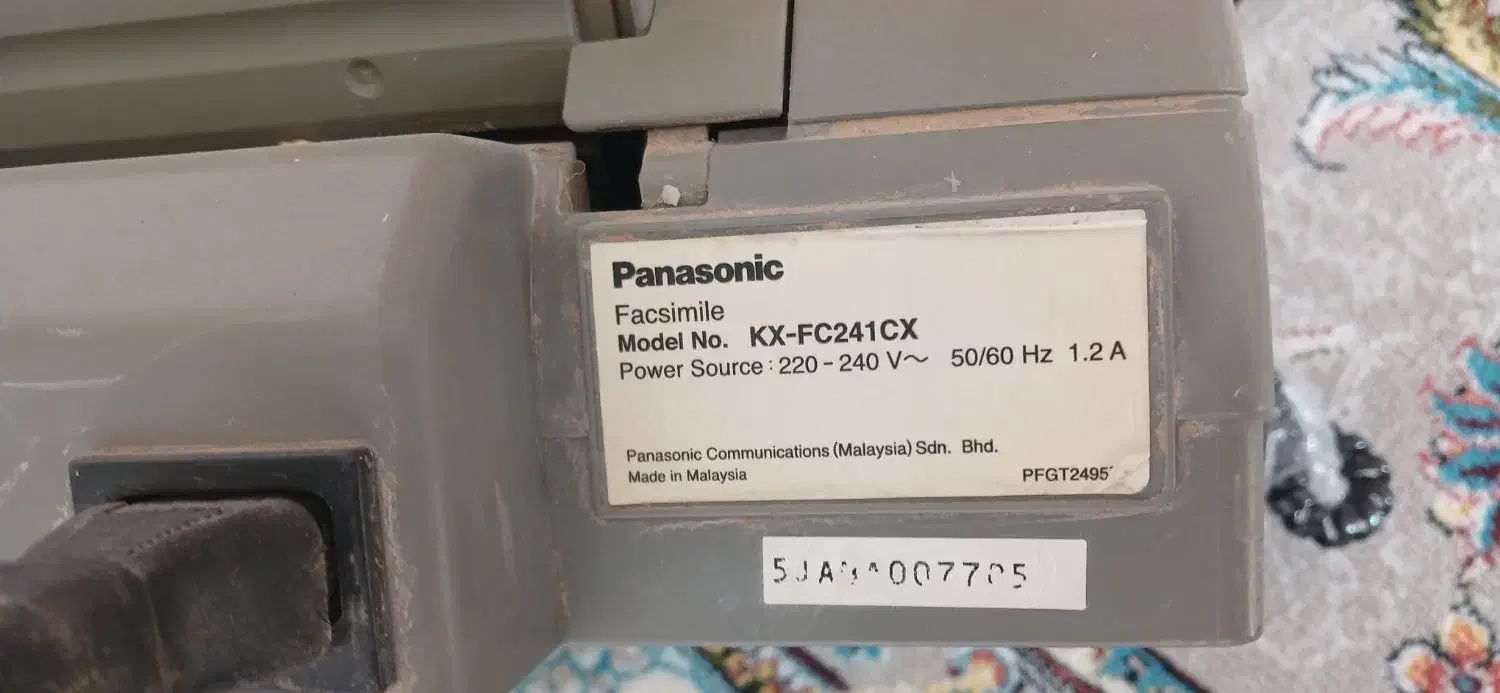 Panasonic
Facsimile
Model No. KX-FC241CX
Power Source : 220 – 240 V～ 50/60 Hz 1.2 A
Panasonic Communications (Malaysia) Sdn. Bhd.
Made in Malaysia PFGT2495